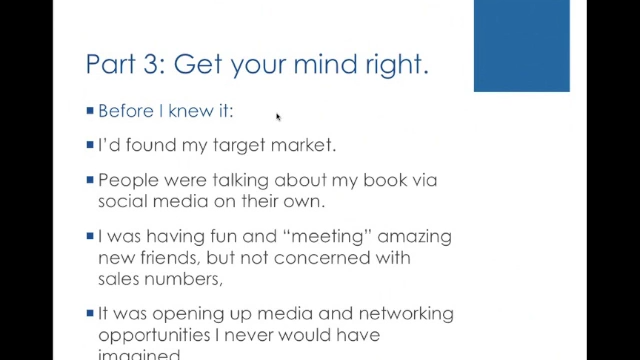 Part 3: Get your mind right.
Before I knew it:
I'd found my target market.
People were talking about my book via
social media on their own.
I was having fun and “meeting” amazing
new friends, but not concerned with
sales numbers,
It was opening up media and networking
opportunities I never would have
imagined